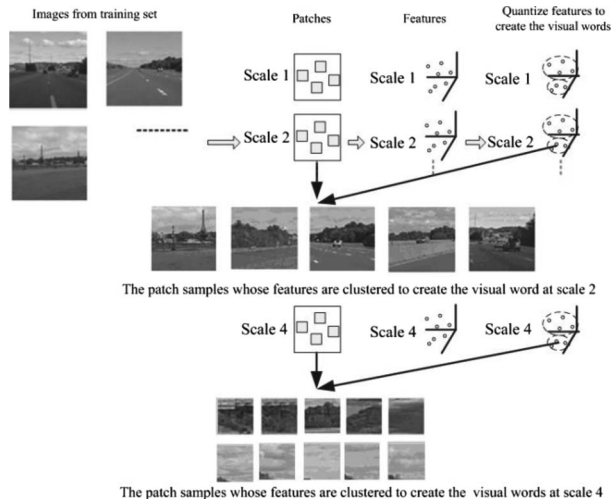 Images from training set
Patches
Features
Quantize features to
create the visual words
Scale 1
Scale 1
Scale 1
Scale 2
Scale 2
Scale 2
The patch samples whose features are clustered to create the visual word at scale 2
Scale 4
Scale 4
Scale 4
The patch samples whose features are clustered to create the visual words at scale 4